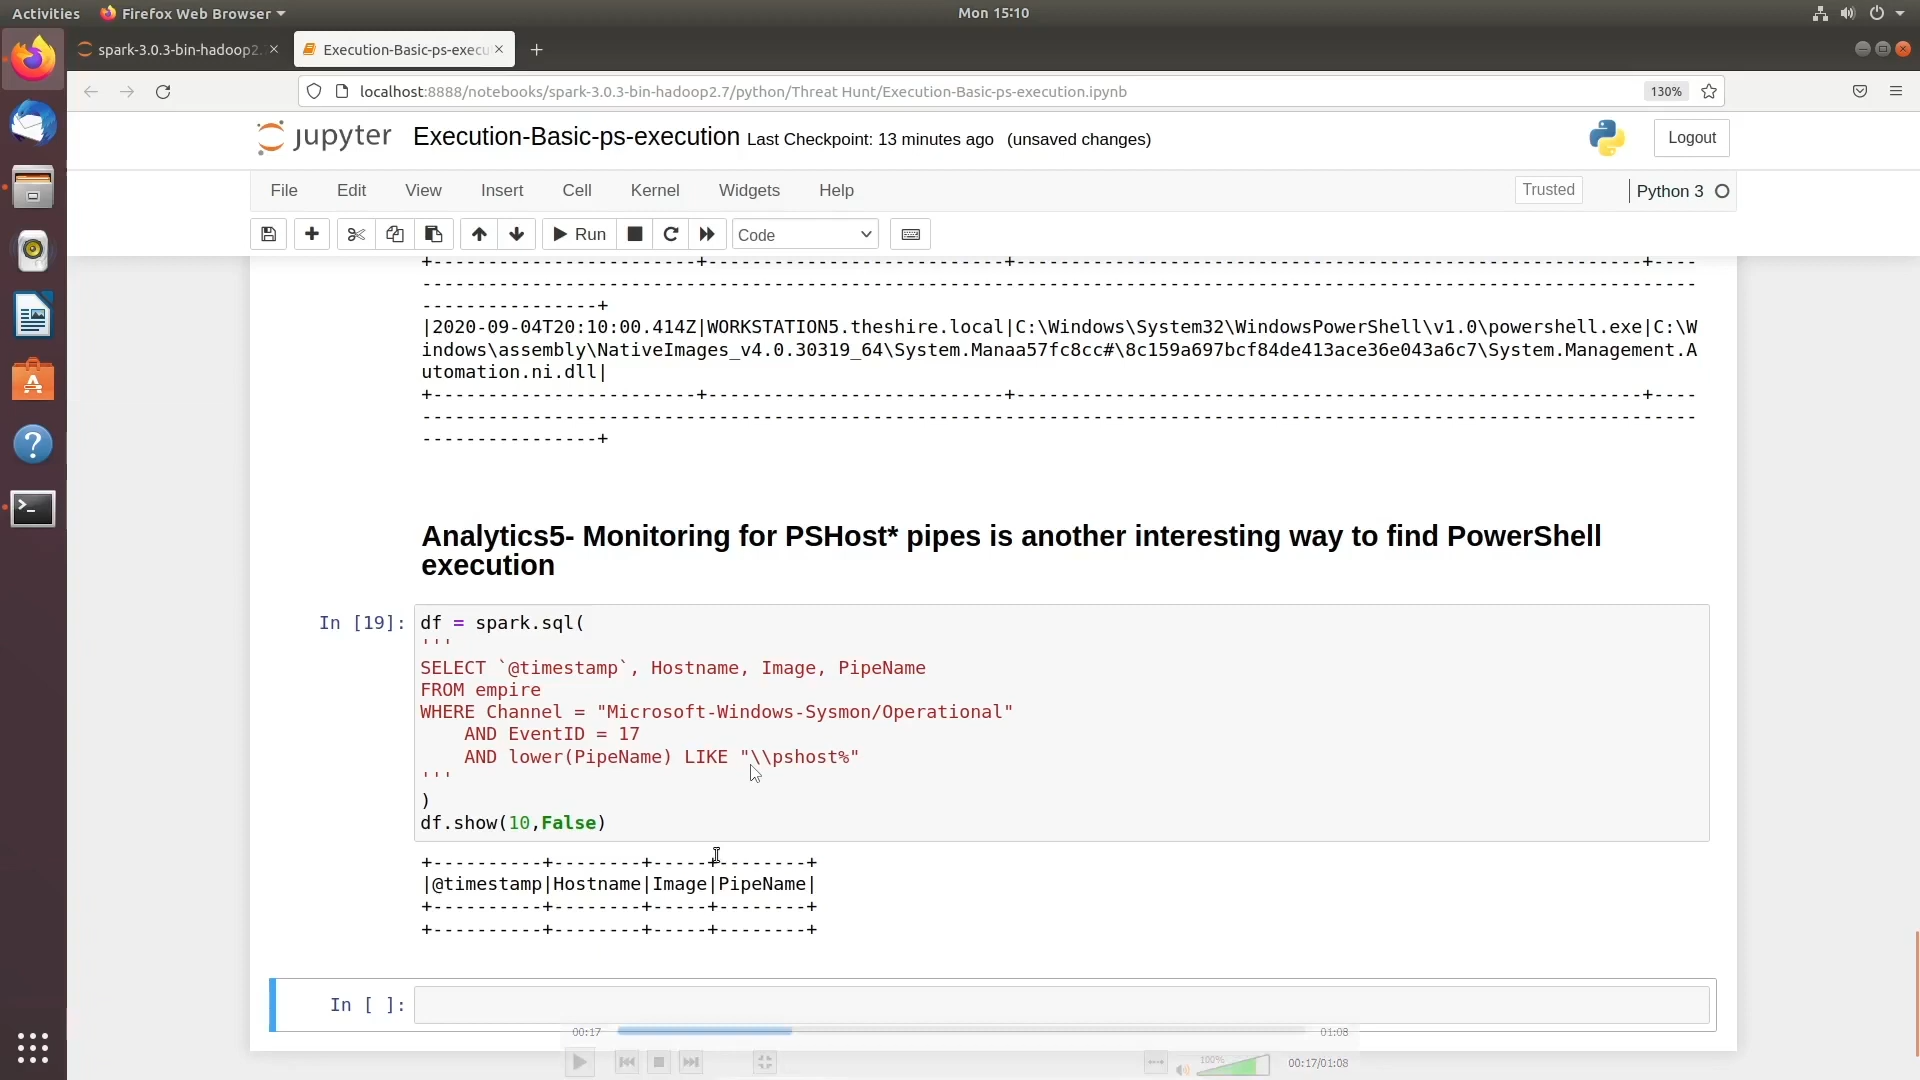 Activities Firefox Web Browser Mon 15:10
spark-3.0.3-bin-hadoop2. Execution-Basic-ps-execu
localhost:8888/notebooks/spark-3.0.3-bin-hadoop2.7/python/Threat Hunt/Execution-Basic-ps-execution.ipynb 130%
jupyter Execution-Basic-ps-execution Last Checkpoint: 13 minutes ago (unsaved changes) Logout
File Edit View Insert Cell Kernel Widgets Help Trusted Python 3
Run Code
+------------------------+---------------------------+---------------------------------------------------------+----
--------------------------------------------------------------------------------------------------------------------
----------------+
|2020-09-04T20:10:00.414Z|WORKSTATION5.theshire.local|C:\Windows\System32\WindowsPowerShell\v1.0\powershell.exe|C:\W
indows\assembly\NativeImages_v4.0.30319_64\System.Manaa57fc8cc#\8c159a697bcf84de413ace36e043a6c7\System.Management.A
utomation.ni.dll|
+------------------------+---------------------------+---------------------------------------------------------+----
--------------------------------------------------------------------------------------------------------------------
----------------+
Analytics5- Monitoring for PSHost* pipes is another interesting way to find PowerShell
execution
In [19]: df = spark.sql(
'''
SELECT `@timestamp`, Hostname, Image, PipeName
FROM empire
WHERE Channel = "Microsoft-Windows-Sysmon/Operational"
AND EventID = 17
AND lower(PipeName) LIKE "\\pshost%"
'''
)
df.show(10,False)
+----------+--------+-----+--------+
|@timestamp|Hostname|Image|PipeName|
+----------+--------+-----+--------+
+----------+--------+-----+--------+
In [ ]:
00:17 01:08
100% 00:17/01:08